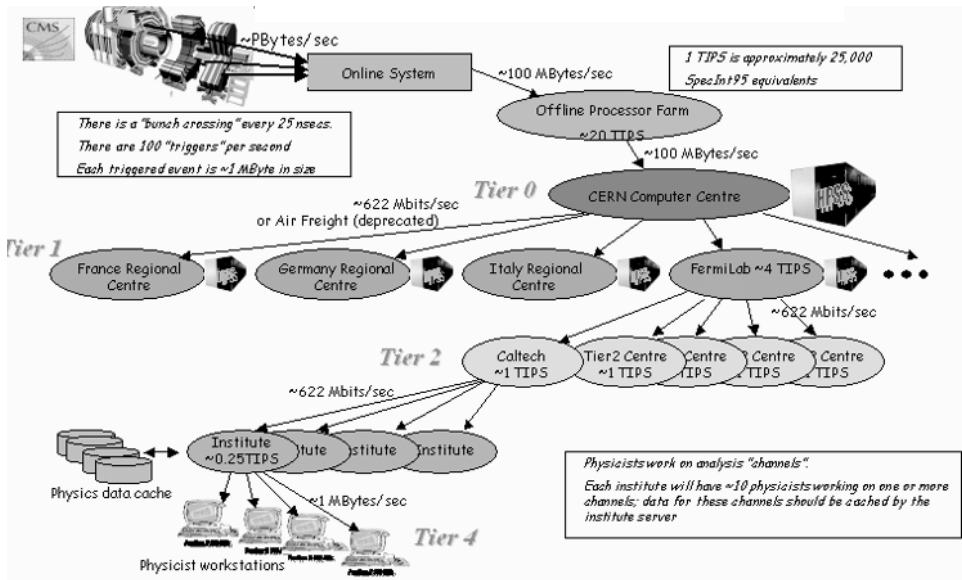 CMS
~PBytes/sec
Online System
~100 MBytes/sec
1 TIPS is approximately 25,000
SpecInt95 equivalents
Offline Processor Farm
~20 TIPS
There is a "bunch crossing" every 25 nsecs.
There are 100 "triggers" per second
Each triggered event is ~1 MByte in size
~100 MBytes/sec
Tier 0
CERN Computer Centre
HPSS
~622 Mbits/sec
or Air Freight (deprecated)
Tier 1
France Regional
Centre
Germany Regional
Centre
Italy Regional
Centre
FermiLab ~4 TIPS
~622 Mbits/sec
Tier 2
Caltech
~1 TIPS
Tier2 Centre
~1 TIPS
Centre
TIPS
2 Centre
1 TIPS
Centre
TIPS
~622 Mbits/sec
Institute
~0.25TIPS
tute
stitute
Institute
Physics data cache
~1 MBytes/sec
Tier 4
Physicist workstations
Physicists work on analysis "channels".
Each institute will have ~10 physicists working on one or more
channels; data for these channels should be cached by the
institute server